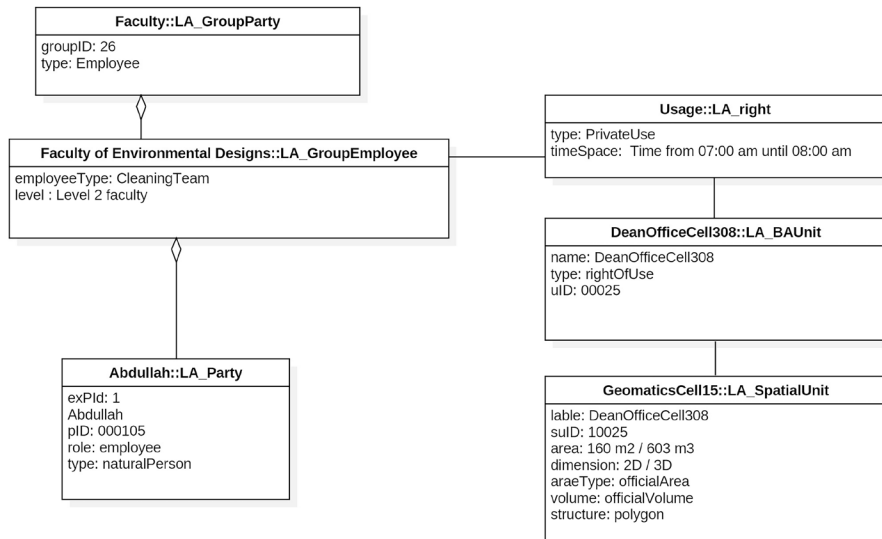 Faculty::LA_GroupParty
groupID: 26
type: Employee
Faculty of Environmental Designs::LA_GroupEmployee
employeeType: CleaningTeam
level : Level 2 faculty
Abdullah::LA_Party
exPId: 1
Abdullah
pID: 000105
role: employee
type: naturalPerson
Usage::LA_right
type: PrivateUse
timeSpace:  Time from 07:00 am until 08:00 am
DeanOfficeCell308::LA_BAUnit
name: DeanOfficeCell308
type: rightOfUse
uID: 00025
GeomaticsCell15::LA_SpatialUnit
lable: DeanOfficeCell308
suID: 10025
area: 160 m2 / 603 m3
dimension: 2D / 3D
araeType: officialArea
volume: officialVolume
structure: polygon